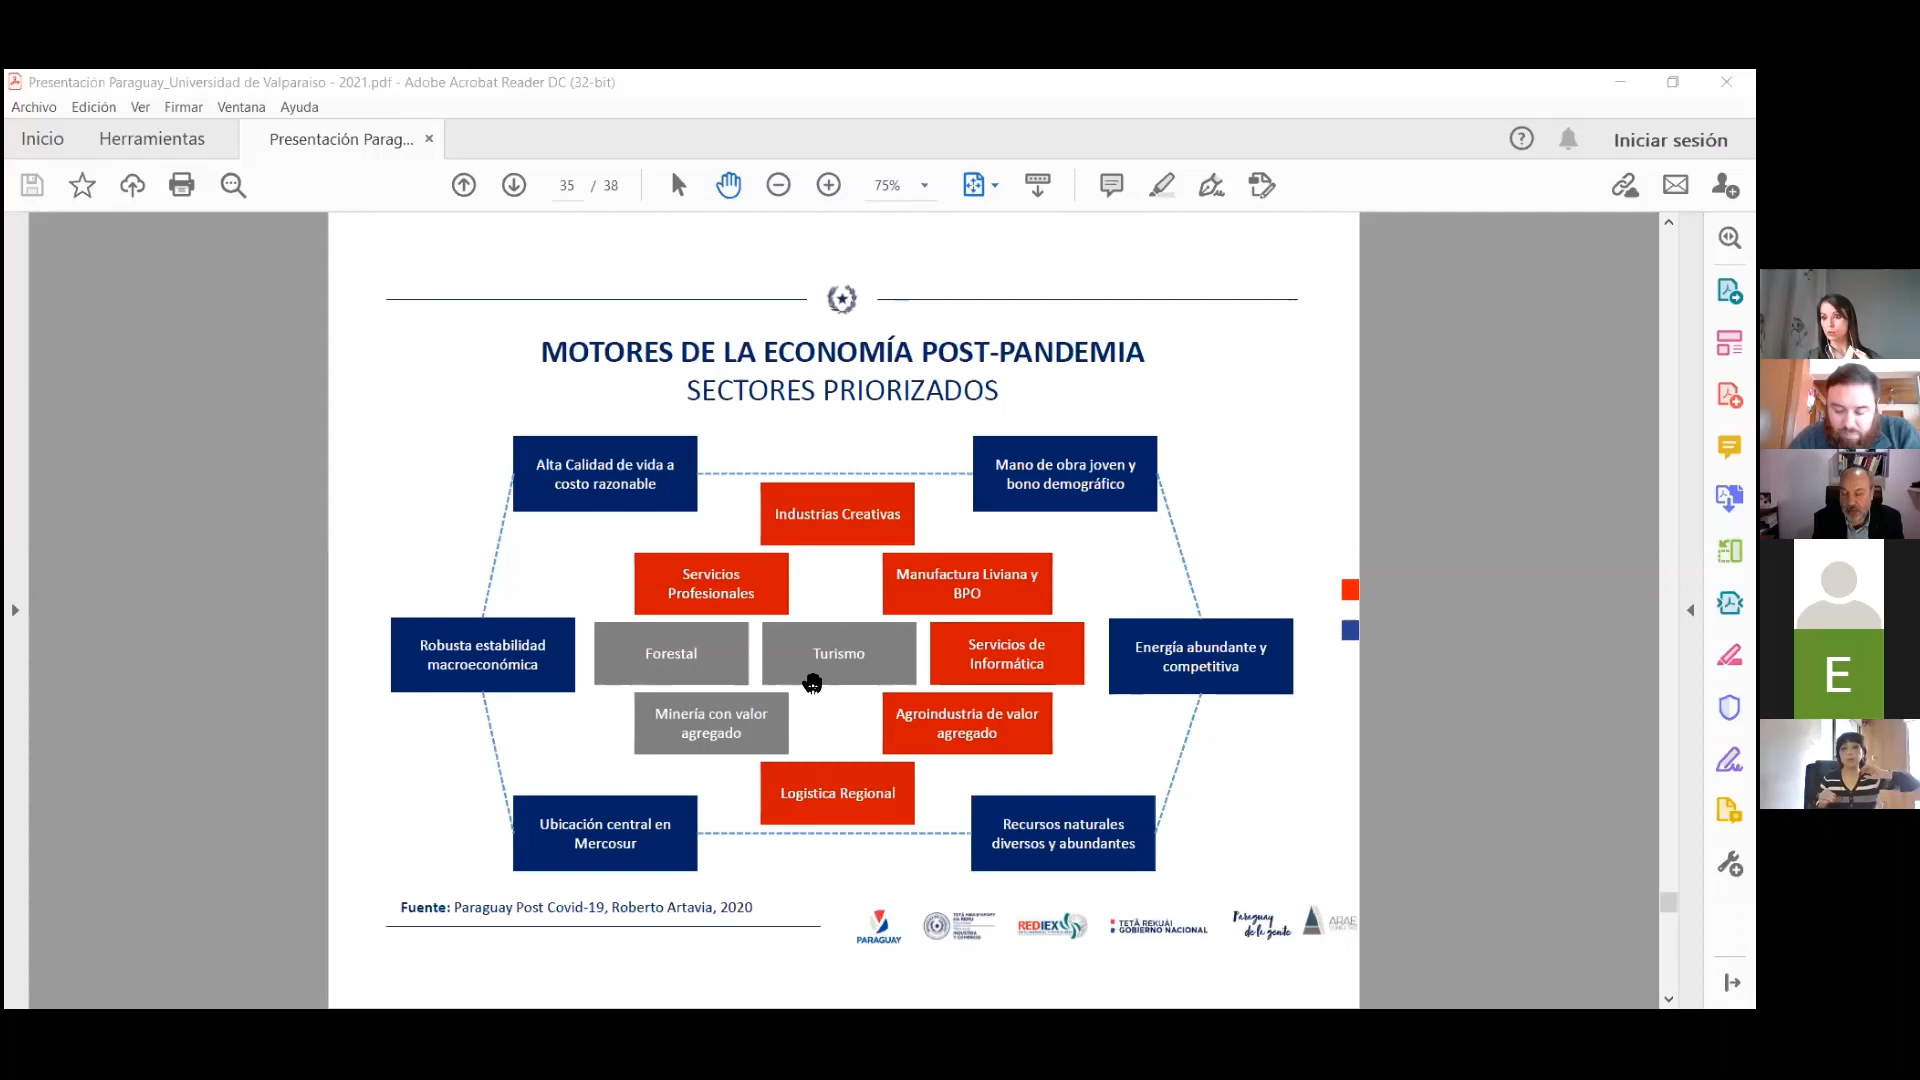 Presentación Paraguay_Universidad de Valparaiso - 2021.pdf - Adobe Acrobat Reader DC (32-bit)
Archivo Edición Ver Firmar Ventana Ayuda
Inicio Herramientas Presentación Parag... Iniciar sesión
35 / 38 75%
MOTORES DE LA ECONOMÍA POST-PANDEMIA
SECTORES PRIORIZADOS
Alta Calidad de vida a
costo razonable
Mano de obra joven y
bono demográfico
Industrias Creativas
Servicios
Profesionales
Manufactura Liviana y
BPO
Robusta estabilidad
macroeconómica
Forestal
Turismo
Servicios de
Informática
Energía abundante y
competitiva
Minería con valor
agregado
Agroindustria de valor
agregado
Logistica Regional
Ubicación central en
Mercosur
Recursos naturales
diversos y abundantes
Fuente: Paraguay Post Covid-19, Roberto Artavia, 2020
PARAGUAY
REDIEX
TETÃ REKUÁI
GOBIERNO NACIONAL
Paraguay
de la gente
E